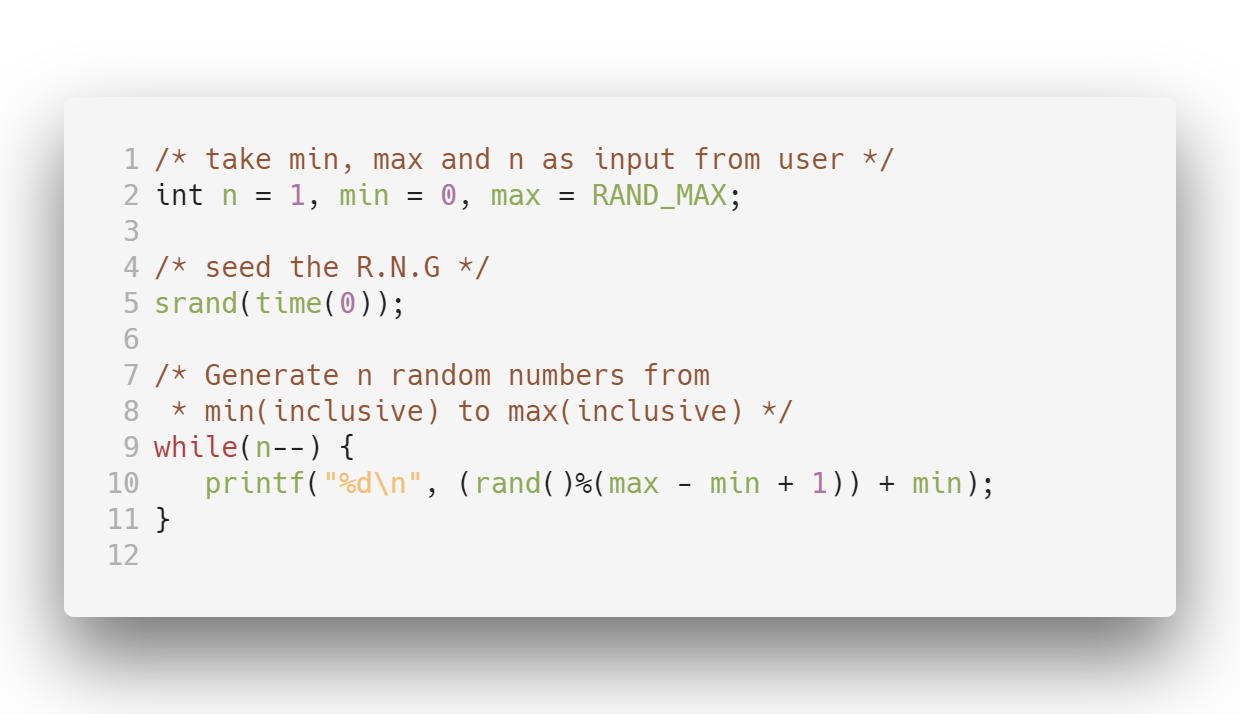 1 /* take min, max and n as input from user */
2 int n = 1, min = 0, max = RAND_MAX;
3
4 /* seed the R.N.G */
5 srand(time(0));
6
7 /* Generate n random numbers from
8  * min(inclusive) to max(inclusive) */
9 while(n--) {
10    printf("%d\n", (rand()%(max - min + 1)) + min);
11 }
12